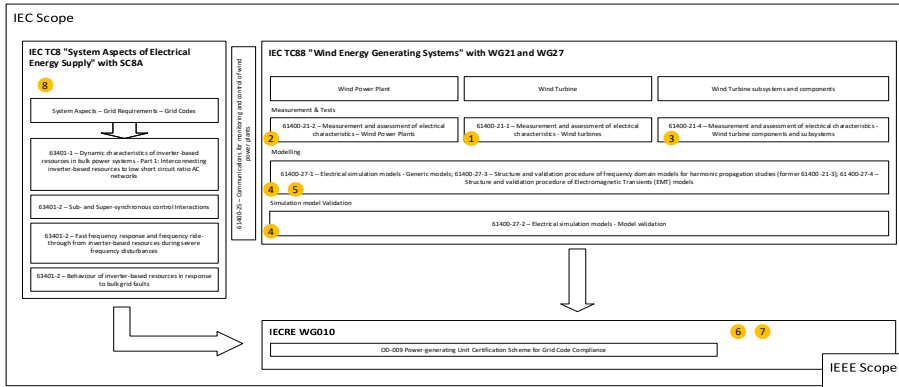 IEC Scope
IEC TC8 "System Aspects of Electrical
Energy Supply" with SC8A
8
System Aspects – Grid Requirements – Grid Codes
63401-1 – Dynamic characteristics of inverter-based
resources in bulk power systems - Part 1: Interconnecting
inverter-based resources to low short circuit ratio AC
networks
63401-2 – Sub- and Super-synchronous control Interactions
63401-2 – Fast frequency response and frequency ride-
through from inverter-based resources during severe
frequency disturbances
63401-2 – Behaviour of inverter-based resources in response
to bulk grid faults
61400-25 – Communications for monitoring and control of wind
power plants
IEC TC88 "Wind Energy Generating Systems" with WG21 and WG27
Wind Power Plant
Wind Turbine
Wind Turbine subsystems and components
Measurement & Tests
61400-21-2 – Measurement and assessment of electrical
characteristics – Wind Power Plants
2
61400-21-1 – Measurement and assessment of electrical
characteristics - Wind turbines
1
61400-21-4 – Measurement and assessment of electrical characteristics -
Wind turbine components and subsystems
3
Modelling
61400-27-1 – Electrical simulation models - Generic models; 61400-27-3 – Structure and validation procedure of frequency domain models for harmonic propagation studies (former 61400-21-3); 61400-27-4 –
Structure and validation procedure of Electromagnetic Transients (EMT) models
4
5
Simulation model Validation
61400-27-2 – Electrical simulation models - Model validation
4
IECRE WG010
6
7
OD-009 Power-generating Unit Certification Scheme for Grid Code Compliance
IEEE Scope